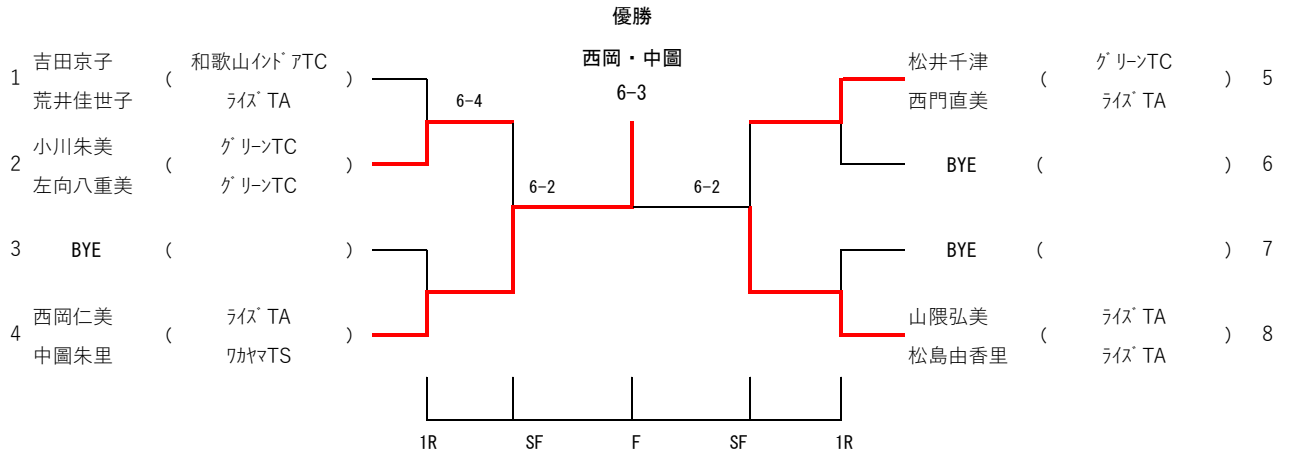 優勝
西岡・中圖
6-3
1 吉田京子 ( 和歌山ｲﾝﾄﾞｱTC )
荒井佳世子 ﾗｲｽﾞTA
6-4
2 小川朱美 ( ｸﾞﾘｰﾝTC )
左向八重美 ｸﾞﾘｰﾝTC
6-2
3 BYE ( )
4 西岡仁美 ( ﾗｲｽﾞTA )
中圖朱里 ﾜｶﾔﾏTS
松井千津 ( ｸﾞﾘｰﾝTC ) 5
西門直美 ﾗｲｽﾞTA
BYE ( ) 6
6-2
BYE ( ) 7
山隈弘美 ( ﾗｲｽﾞTA ) 8
松島由香里 ﾗｲｽﾞTA
1R SF F SF 1R